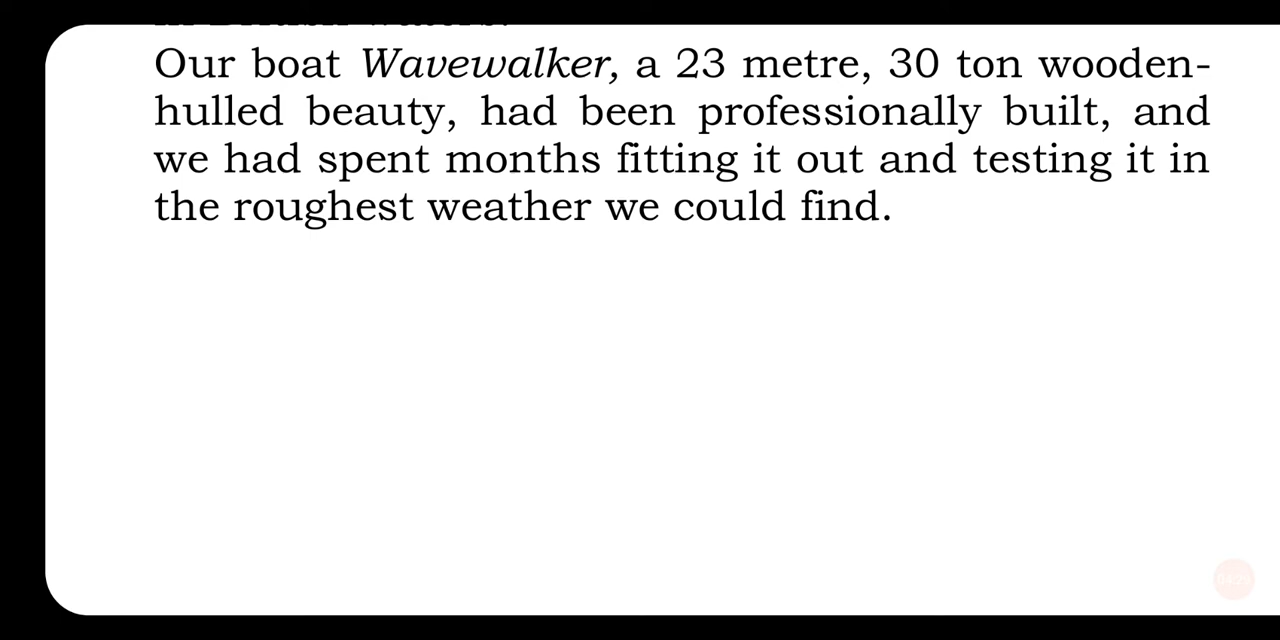 Our boat Wavewalker, a 23 metre, 30 ton wooden-
hulled beauty, had been professionally built, and
we had spent months fitting it out and testing it in
the roughest weather we could find.